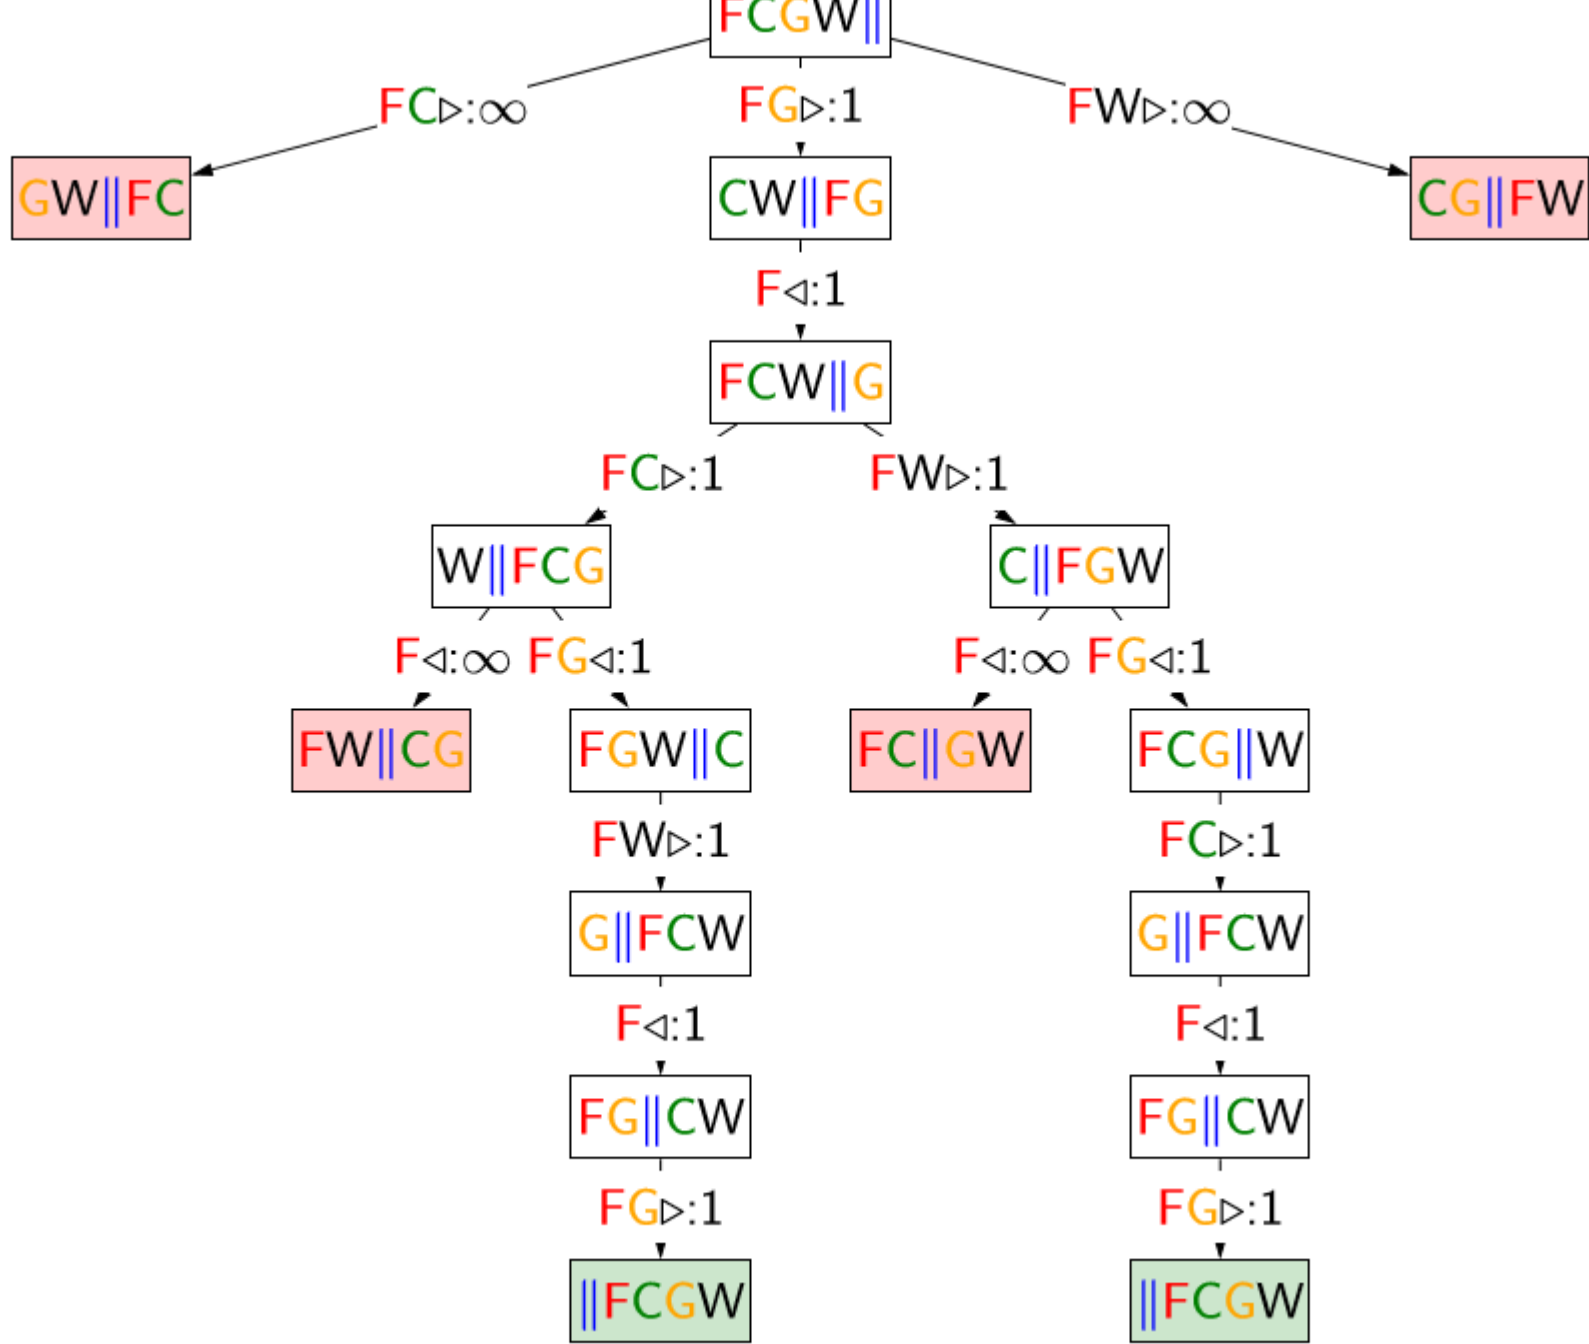 FCGW||
FC▷:∞ FG▷:1 FW▷:∞
GW||FC CW||FG CG||FW
F◁:1
FCW||G
FC▷:1 FW▷:1
W||FCG C||FGW
F◁:∞ FG◁:1 F◁:∞ FG◁:1
FW||CG FGW||C FC||GW FCG||W
FW▷:1 FC▷:1
G||FCW G||FCW
F◁:1 F◁:1
FG||CW FG||CW
FG▷:1 FG▷:1
||FCGW ||FCGW